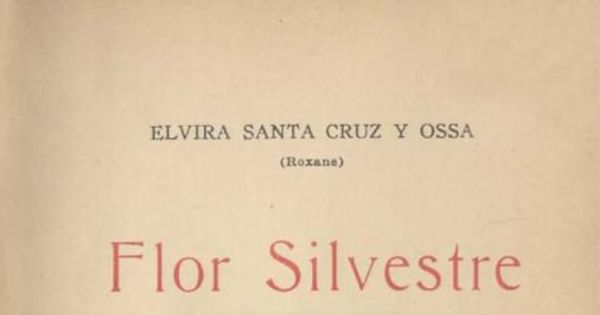 ELVIRA SANTA CRUZ Y OSSA
(Roxane)
Flor Silvestre